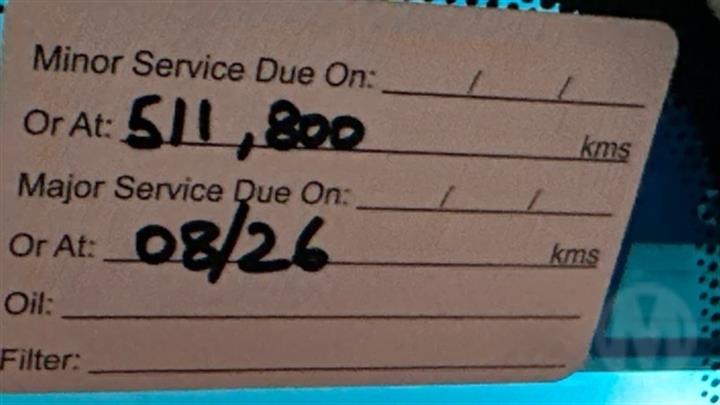 Minor Service Due On: / /
Or At: 511,800 kms
Major Service Due On: / /
Or At: 08/26 kms
Oil:
Filter:
M